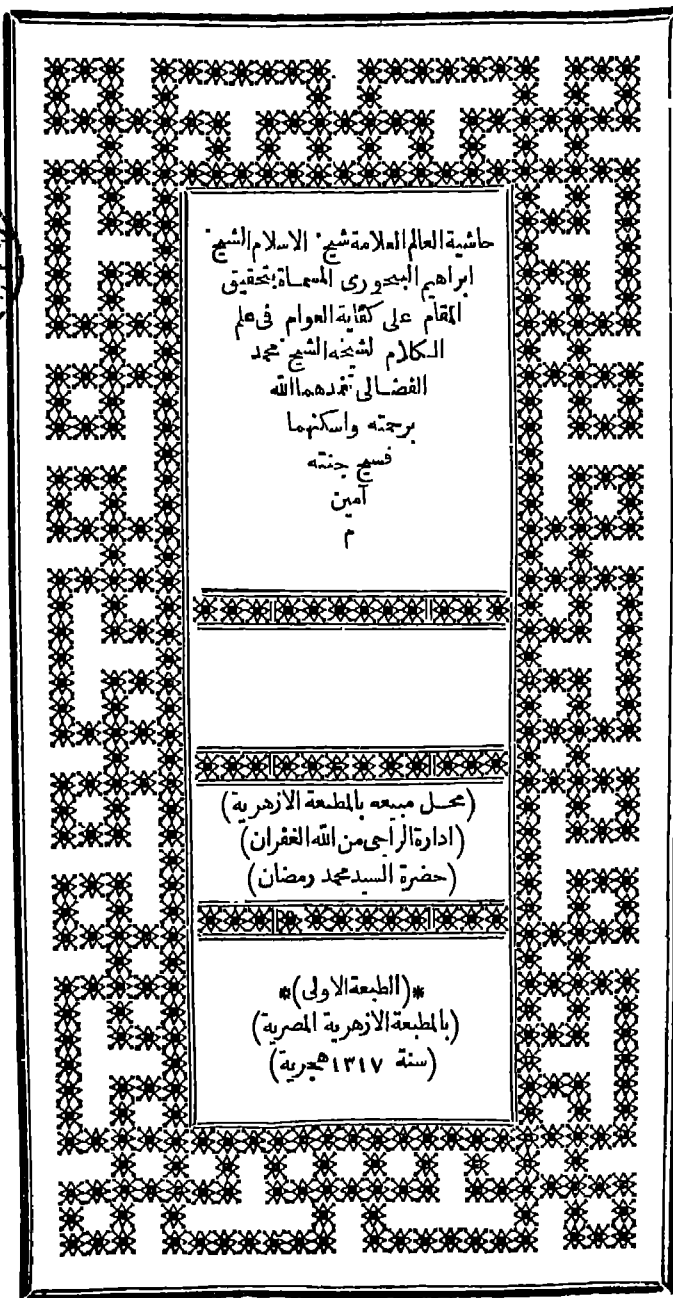 حاشية العالم العلامة شيخ الاسلام الشيخ
ابراهيم البيجورى المسماة بتحقيق
المقام على كفاية العوام فى علم
الكلام لشيخه الشيخ محمد
الفضالى تغمدهما الله
برحمته واسكنهما
فسيح جنته
آمين
م
(محل مبيعه بالمطبعة الازهرية)
(ادارة الراجى من الله الغفران)
(حضرة السيد محمد رمضان)
*(الطبعة الاولى)*
(بالمطبعة الازهرية المصرية)
(سنة ١٣١٧ هجرية)